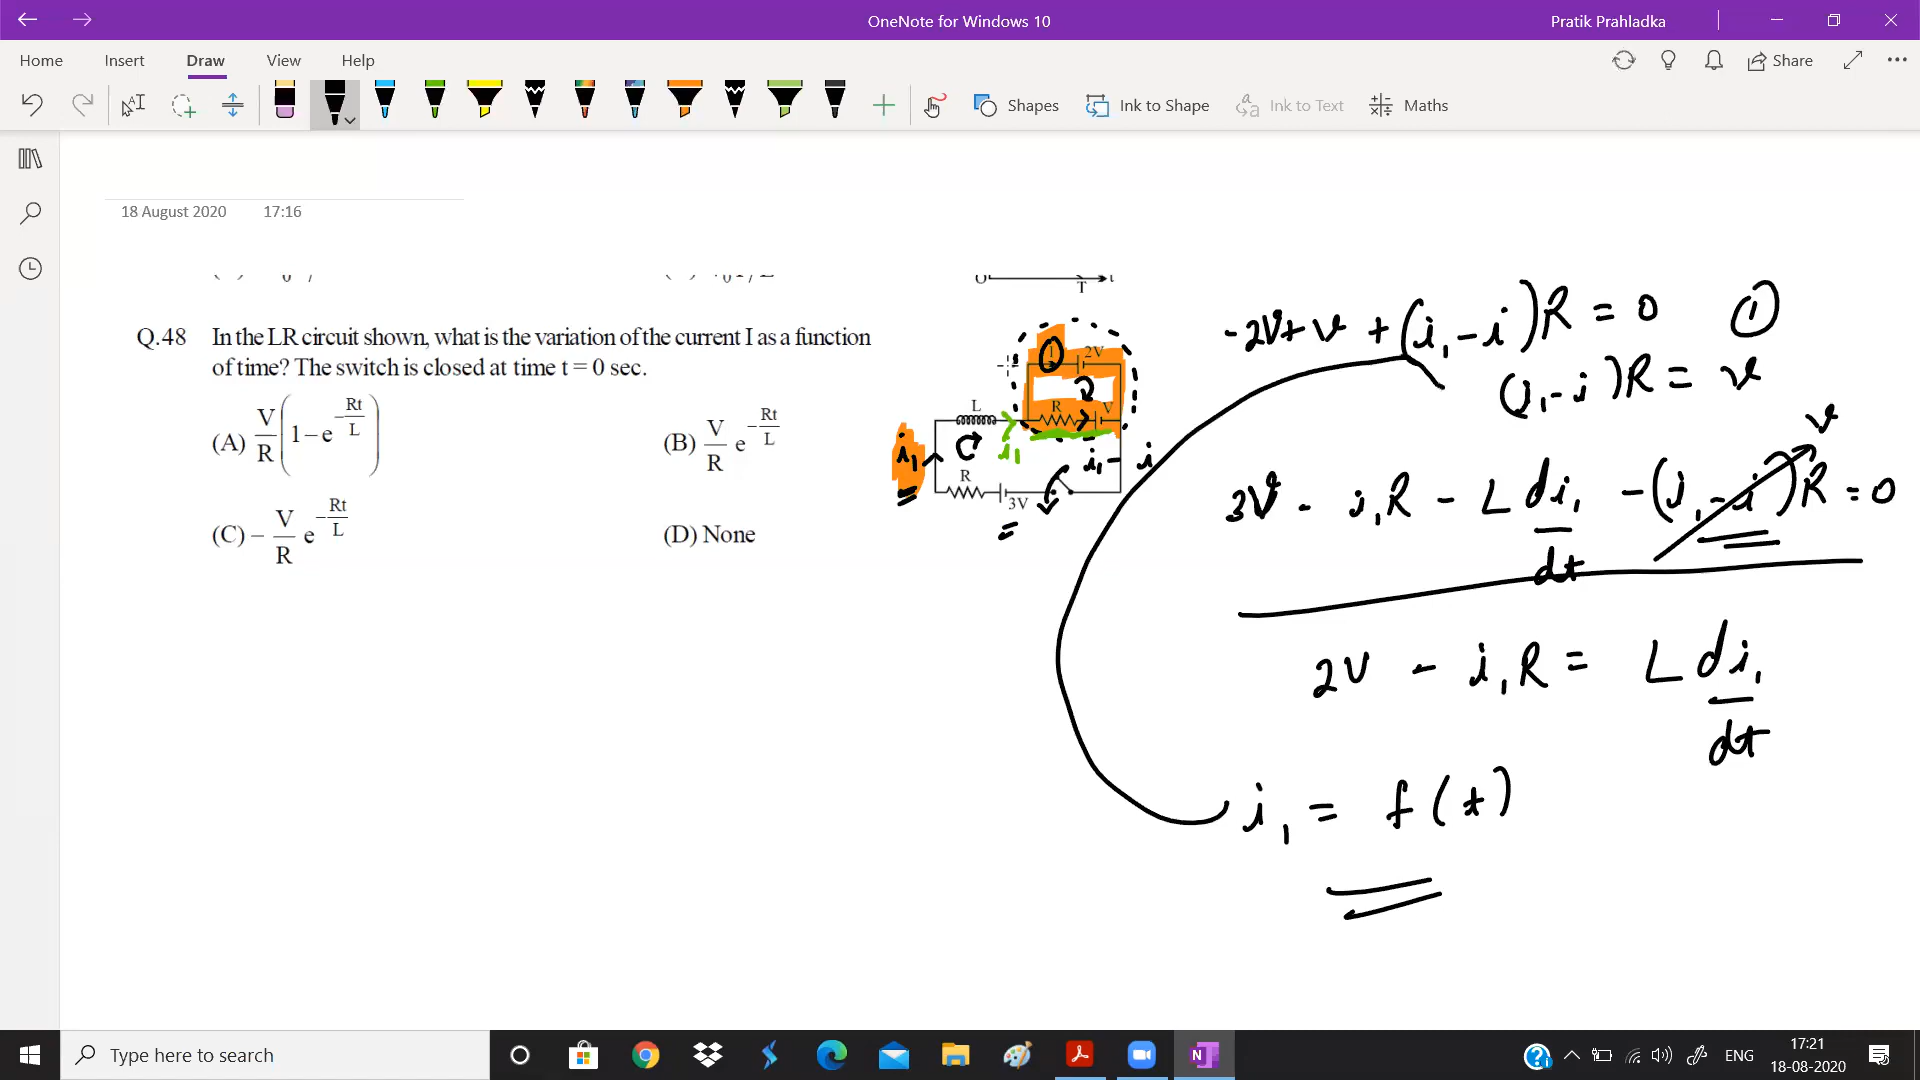 OneNote for Windows 10
Pratik Prahladka
Home Insert Draw View Help
Share
Shapes Ink to Shape Ink to Text Maths
18 August 2020 17:16
T
Q.48 In the LR circuit shown, what is the variation of the current I as a function
of time? The switch is closed at time t = 0 sec.
(A) V/R (1 – e^{-Rt/L})
(B) V/R e^{-Rt/L}
(C) – V/R e^{-Rt/L}
(D) None
I 2V
L R V
i₁ i₁ i₁ - i
R 3V
-2V + V + (i₁ - i)R = 0 ①
(i₁ - i)R = V
V
3V - i₁R - L di₁/dt - (i₁ - i)R = 0
2V - i₁R = L di₁/dt
i₁ = f(t)
Type here to search
ENG
17:21
18-08-2020